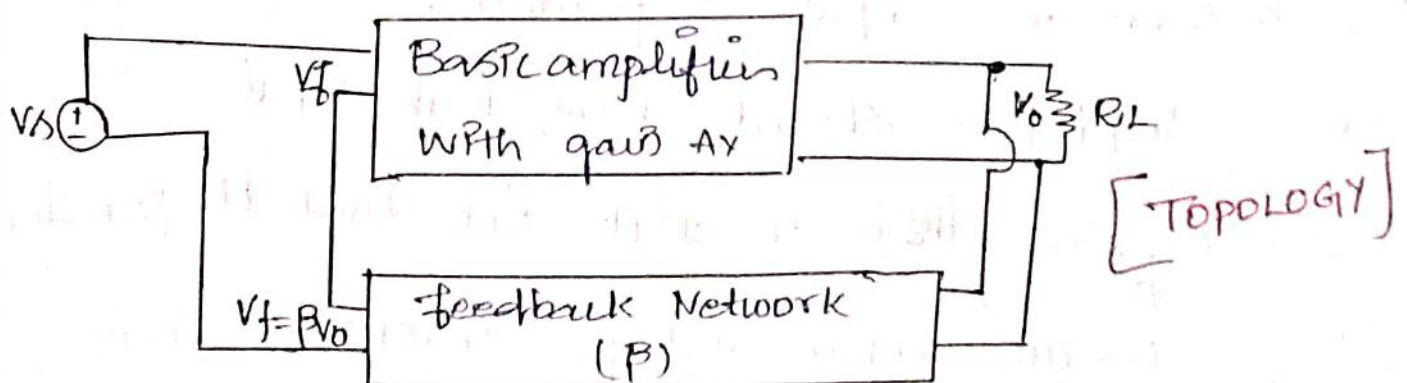 Basic amplifier
with gain Av
Vf
Vs
Vo
RL
[TOPOLOGY]
Vf = βVo
feedback Network
(β)